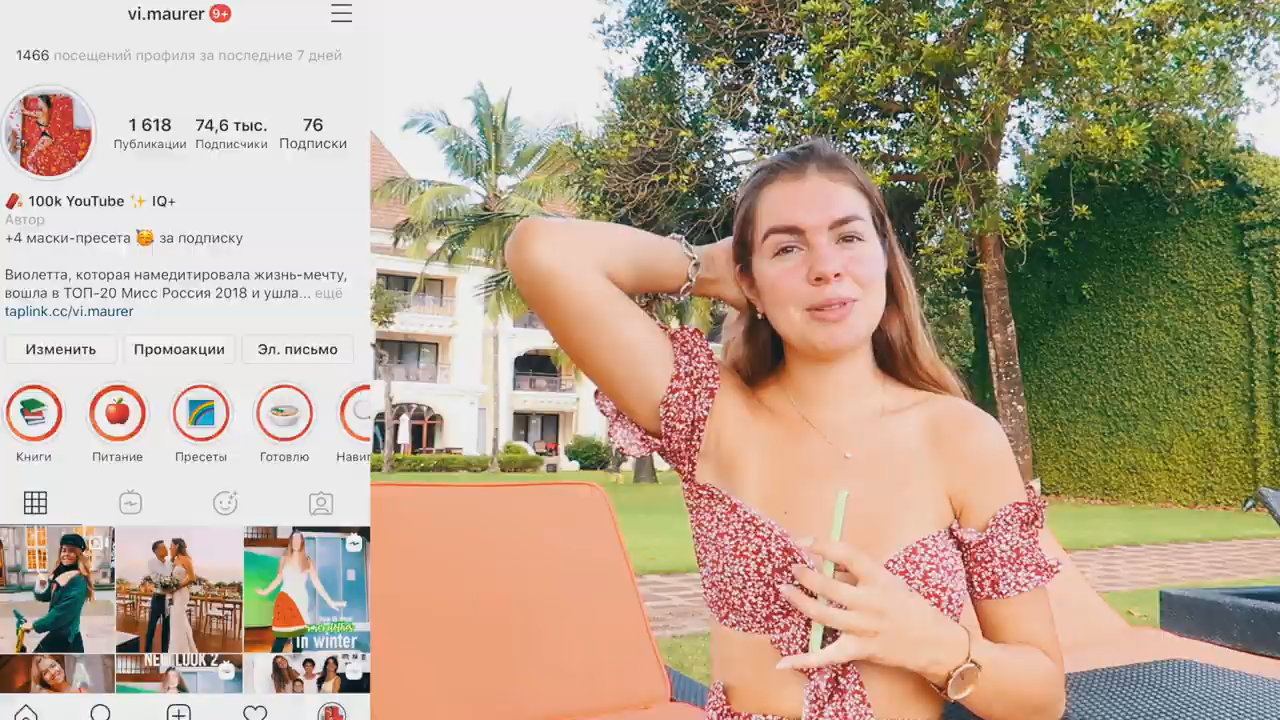 vi.maurer 9+
1466 посещений профиля за последние 7 дней
1 618 74,6 тыс. 76
Публикации Подписчики Подписки
100k YouTube ✨ IQ+
Автор
+4 маски-пресета 🥳 за подписку
Виолетта, которая намедитировала жизнь-мечту,
вошла в ТОП-20 Мисс Россия 2018 и ушла... ещё
taplink.cc/vi.maurer
Изменить Промоакции Эл. письмо
Книги Питание Пресеты Готовлю Навиг
in winter
NEW LOOK 2